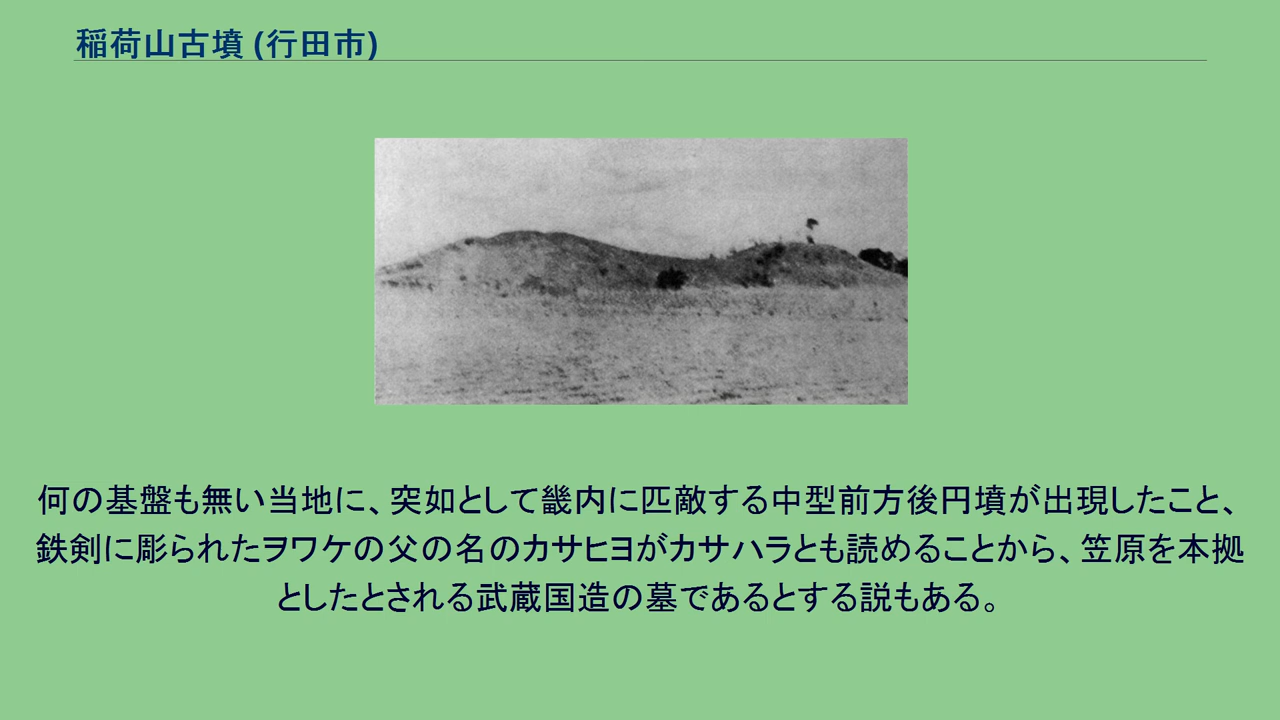 稲荷山古墳 (行田市)
何の基盤も無い当地に、突如として畿内に匹敵する中型前方後円墳が出現したこと、
鉄剣に彫られたヲワケの父の名のカサヒヨがカサハラとも読めることから、笠原を本拠
としたとされる武蔵国造の墓であるとする説もある。